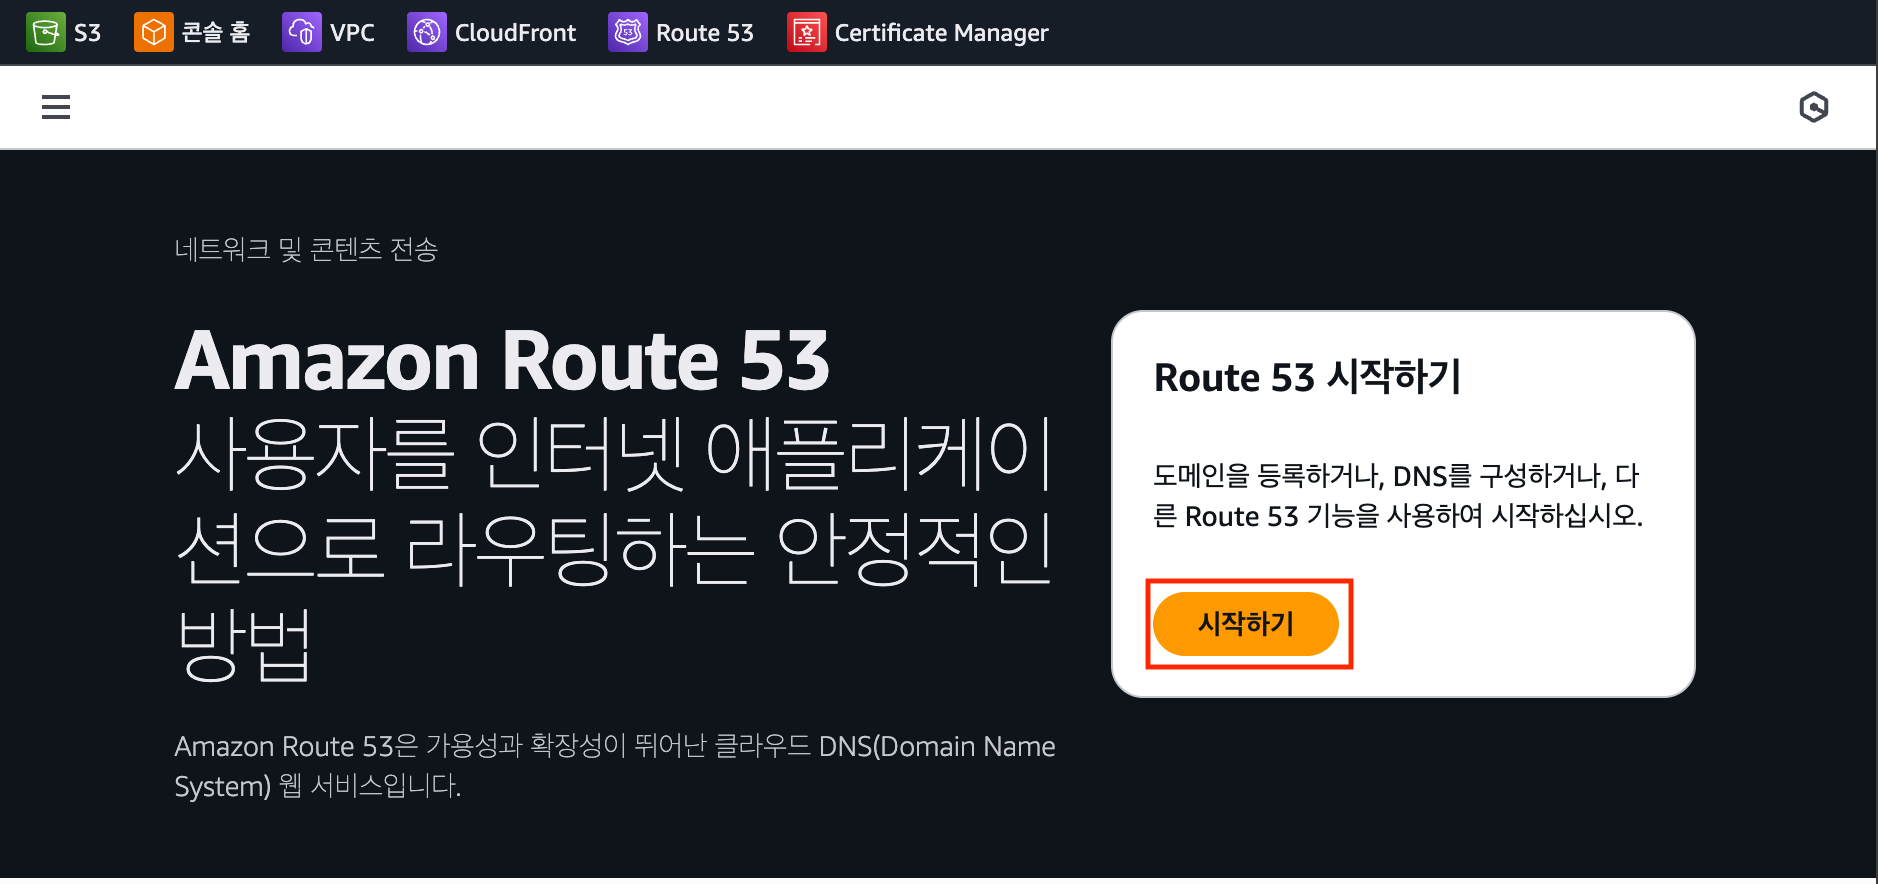 S3 콘솔 홈 VPC CloudFront Route 53 Certificate Manager
네트워크 및 콘텐츠 전송
Amazon Route 53
사용자를 인터넷 애플리케이
션으로 라우팅하는 안정적인
방법
Amazon Route 53은 가용성과 확장성이 뛰어난 클라우드 DNS(Domain Name
System) 웹 서비스입니다.
Route 53 시작하기
도메인을 등록하거나, DNS를 구성하거나, 다
른 Route 53 기능을 사용하여 시작하십시오.
시작하기